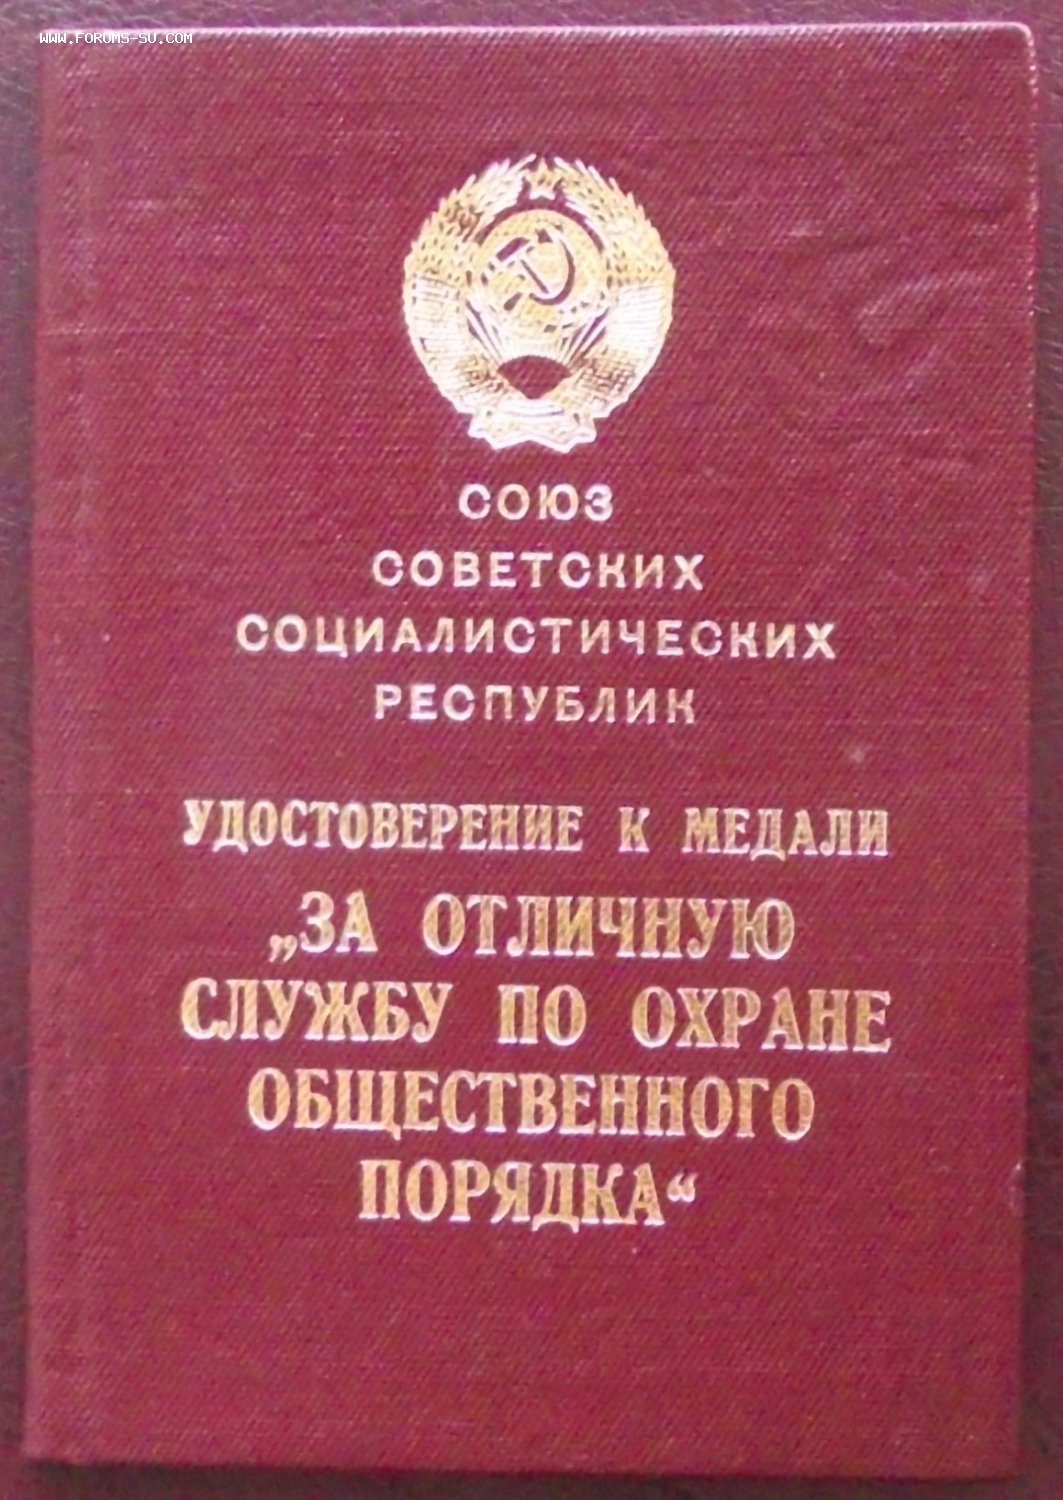 WWW.FORUMS-SU.COM
СОЮЗ
СОВЕТСКИХ
СОЦИАЛИСТИЧЕСКИХ
РЕСПУБЛИК
УДОСТОВЕРЕНИЕ К МЕДАЛИ
„ЗА ОТЛИЧНУЮ
СЛУЖБУ ПО ОХРАНЕ
ОБЩЕСТВЕННОГО
ПОРЯДКА“